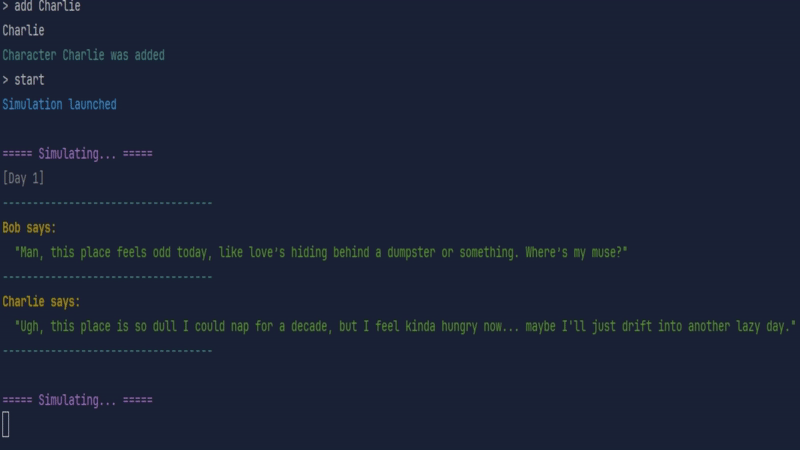 > add Charlie
Charlie
Character Charlie was added
> start
Simulation launched
===== Simulating... =====
[Day 1]
-----------------------------------
Bob says:
"Man, this place feels odd today, like love's hiding behind a dumpster or something. Where's my muse?"
-----------------------------------
Charlie says:
"Ugh, this place is so dull I could nap for a decade, but I feel kinda hungry now... maybe I'll just drift into another lazy day."
-----------------------------------
===== Simulating... =====